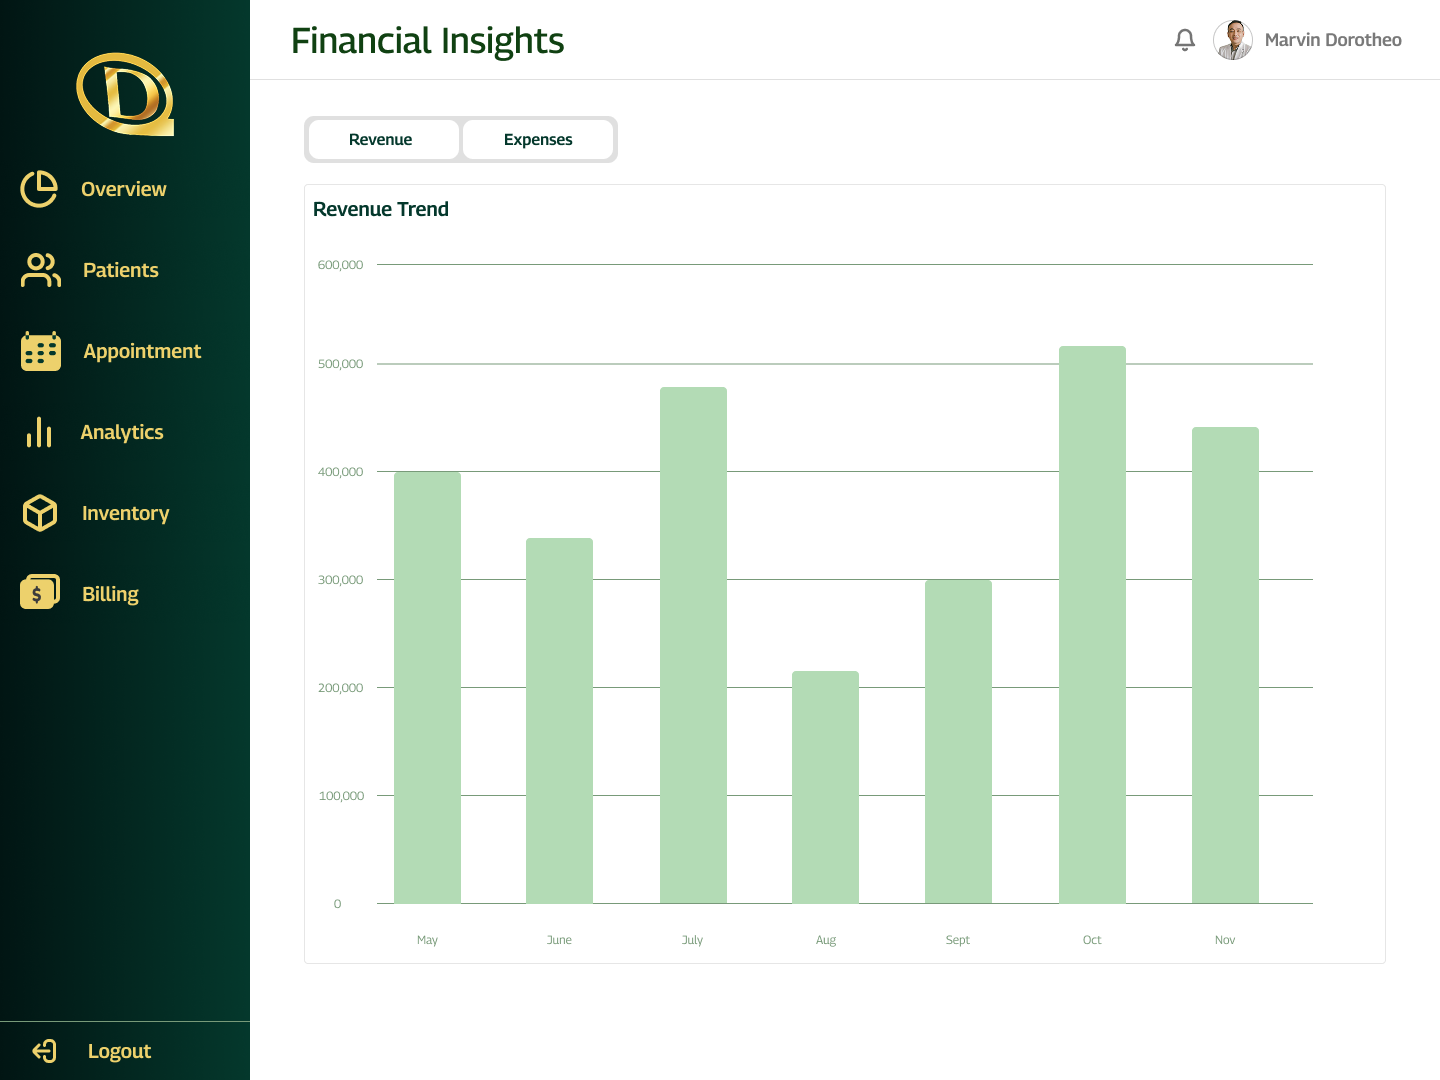 D
Overview
Patients
Appointment
Analytics
Inventory
$
Billing
Logout
Financial Insights
Marvin Dorotheo
Revenue
Expenses
Revenue Trend
600,000
500,000
400,000
300,000
200,000
100,000
0
May
June
July
Aug
Sept
Oct
Nov